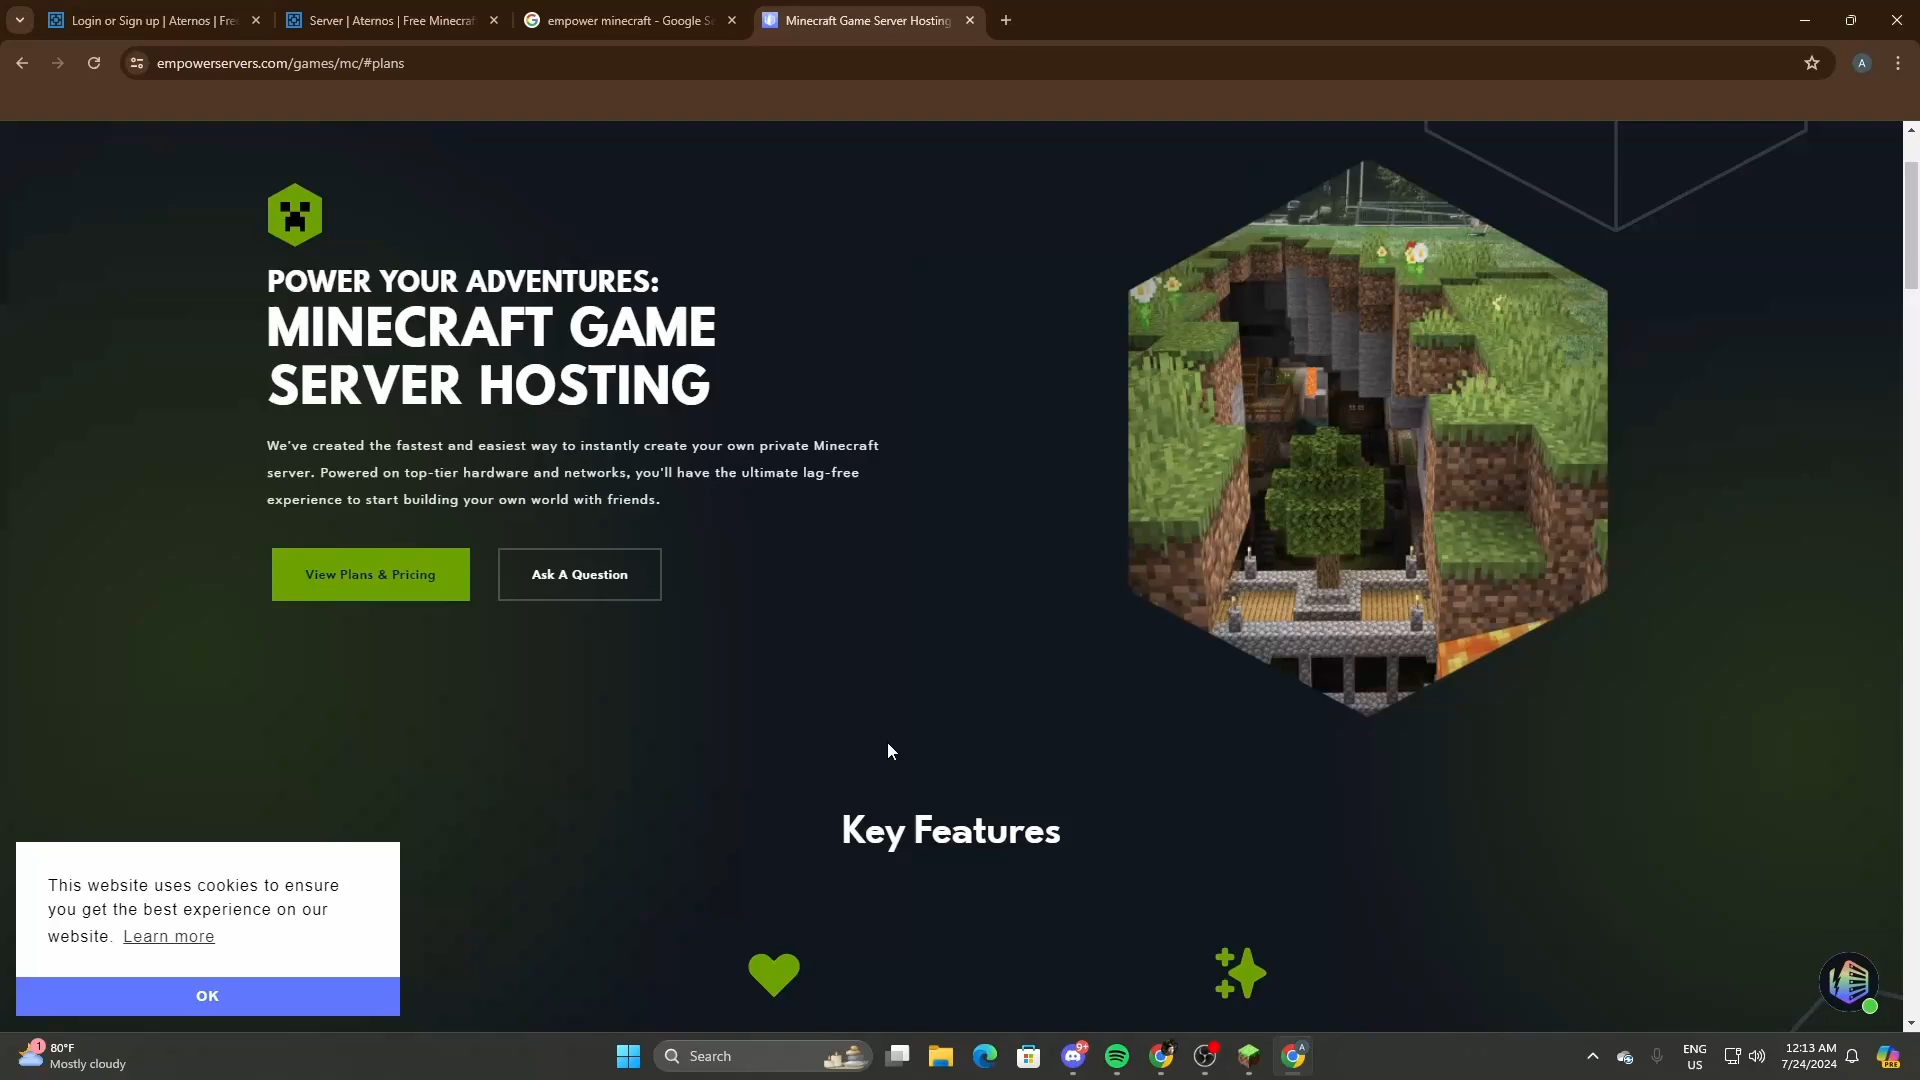 Login or Sign up | Aternos | Fre
Server | Aternos | Free Minecraf
empower minecraft - Google Se
Minecraft Game Server Hosting
empowerservers.com/games/mc/#plans
A
POWER YOUR ADVENTURES:
MINECRAFT GAME
SERVER HOSTING
We've created the fastest and easiest way to instantly create your own private Minecraft
server. Powered on top-tier hardware and networks, you'll have the ultimate lag-free
experience to start building your own world with friends.
View Plans & Pricing
Ask A Question
Key Features
This website uses cookies to ensure
you get the best experience on our
website. Learn more
OK
1
80°F
Mostly cloudy
Search
9+
A
ENG
US
12:13 AM
7/24/2024
PRE